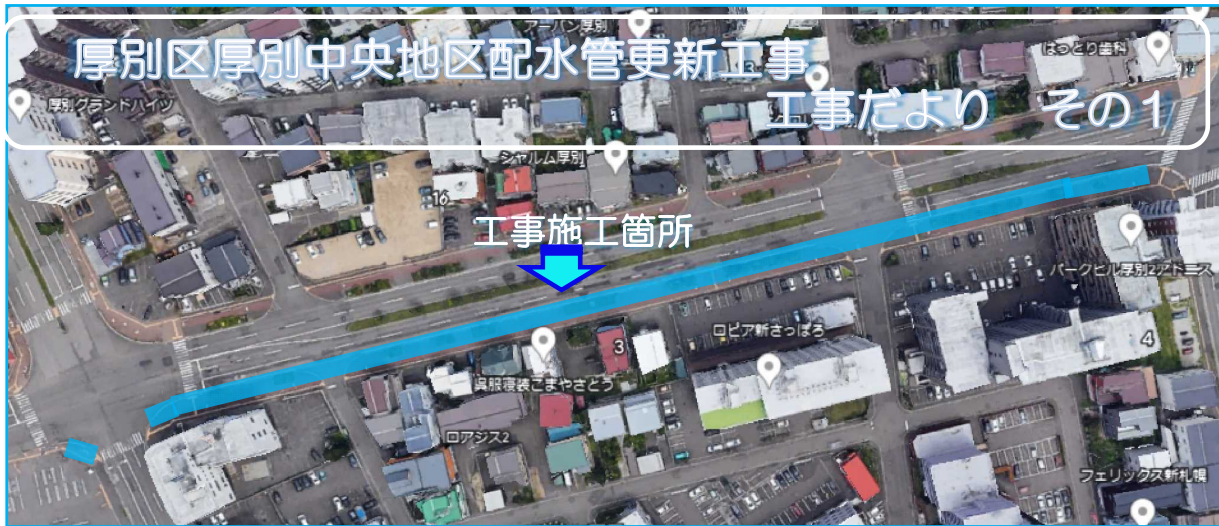 アーバン厚別
厚別区厚別中央地区配水管更新工事
はっとり歯科
3
12
厚別グランドハイツ
工事だより その1
シャルム厚別
16
工事施工箇所
パークヒル厚別2アドニス
ロピア新さっぽろ
3
4
呉服寝装こまやさとう
ロアジス2
フェリックス新札幌